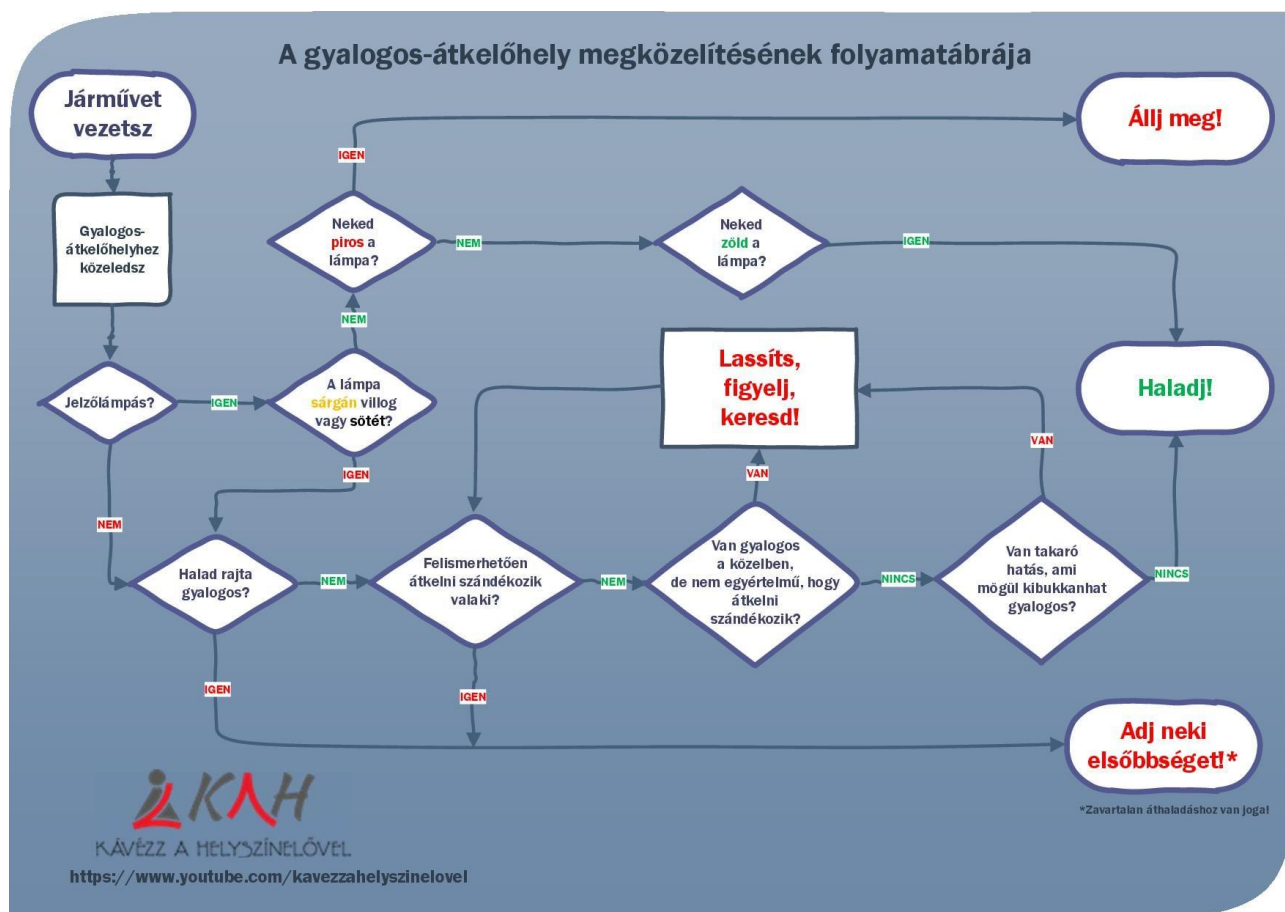 A gyalogos-átkelőhely megközelítésének folyamatábrája
Járművet
vezetsz
Állj meg!
IGEN
Gyalogos-
átkelőhelyhez
közeledsz
Neked
piros a
lámpa?
NEM
Neked
zöld a
lámpa?
IGEN
NEM
Jelzőlámpás?
IGEN
A lámpa
sárgán villog
vagy sötét?
Lassíts,
figyelj,
keresd!
Haladj!
IGEN
VAN
VAN
NEM
Halad rajta
gyalogos?
NEM
Felismerhetően
átkelni szándékozik
valaki?
NEM
Van gyalogos
a közelben,
de nem egyértelmű, hogy
átkelni
szándékozik?
NINCS
Van takaró
hatás, ami
mögül kibukkanhat
gyalogos?
NINCS
IGEN
IGEN
Adj neki
elsőbbséget!*
*Zavartalan áthaladáshoz van joga!
KAH
KÁVÉZZ A HELYSZÍNELŐVEL
https://www.youtube.com/kavezzahelyszinelovel